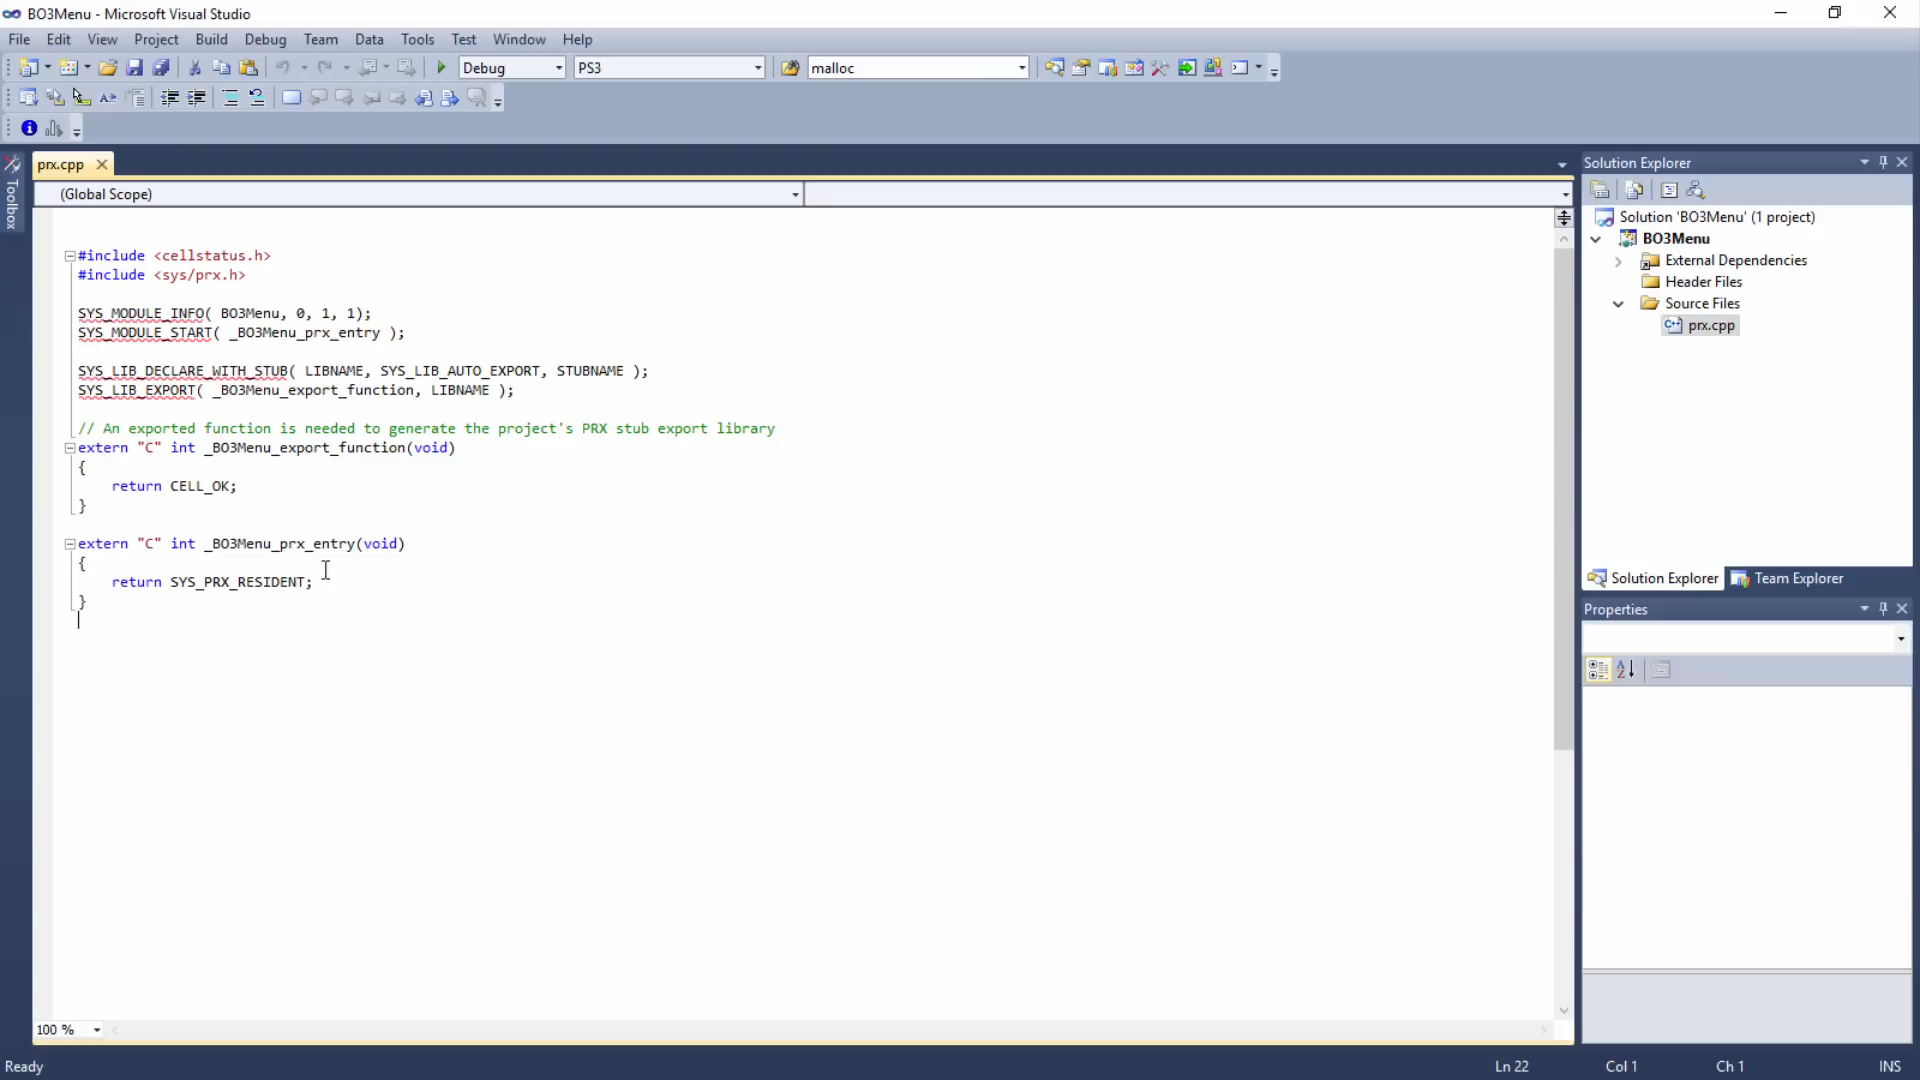 BO3Menu - Microsoft Visual Studio
File Edit View Project Build Debug Team Data Tools Test Window Help
Debug PS3 malloc
prx.cpp
Solution Explorer
Toolbox
(Global Scope)
#include <cellstatus.h>
#include <sys/prx.h>
SYS_MODULE_INFO( BO3Menu, 0, 1, 1);
SYS_MODULE_START( _BO3Menu_prx_entry );
SYS_LIB_DECLARE_WITH_STUB( LIBNAME, SYS_LIB_AUTO_EXPORT, STUBNAME );
SYS_LIB_EXPORT( _BO3Menu_export_function, LIBNAME );
// An exported function is needed to generate the project's PRX stub export library
extern "C" int _BO3Menu_export_function(void)
{
return CELL_OK;
}
extern "C" int _BO3Menu_prx_entry(void)
{
return SYS_PRX_RESIDENT;
}
Solution 'BO3Menu' (1 project)
BO3Menu
External Dependencies
Header Files
Source Files
prx.cpp
Solution Explorer Team Explorer
Properties
100 %
Ready Ln 22 Col 1 Ch 1 INS